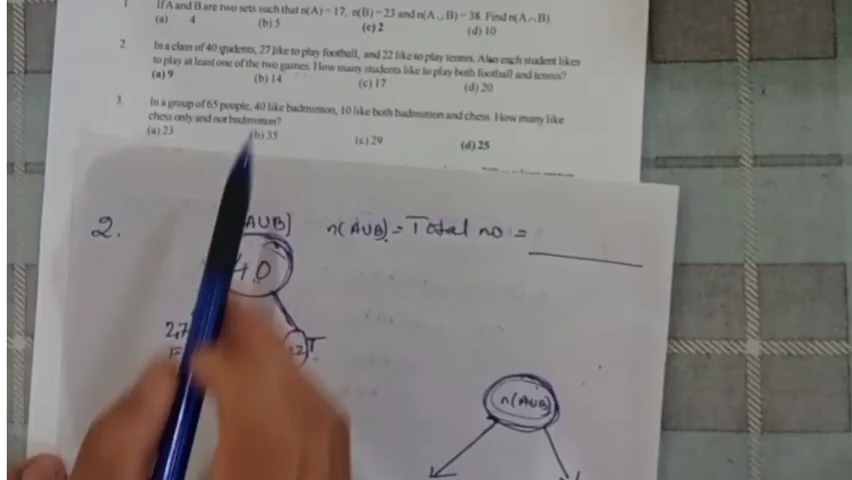 1 If A and B are two sets such that n(A) = 17, n(B) = 23 and n(A ∪ B) = 38. Find n(A ∩ B).
(a) 4 (b) 5 (c) 2 (d) 10
2. In a class of 40 students, 27 like to play football, and 22 like to play tennis. Also each student likes
to play at least one of the two games. How many students like to play both football and tennis?
(a) 9 (b) 14 (c) 17 (d) 20
3. In a group of 65 people, 40 like badminton, 10 like both badminton and chess. How many like
chess only and not badminton?
(a) 23 (b) 35 (c) 29 (d) 25
2. AUB] n(AUB) = Total no =
40
27 2 T
F
n(AUB)